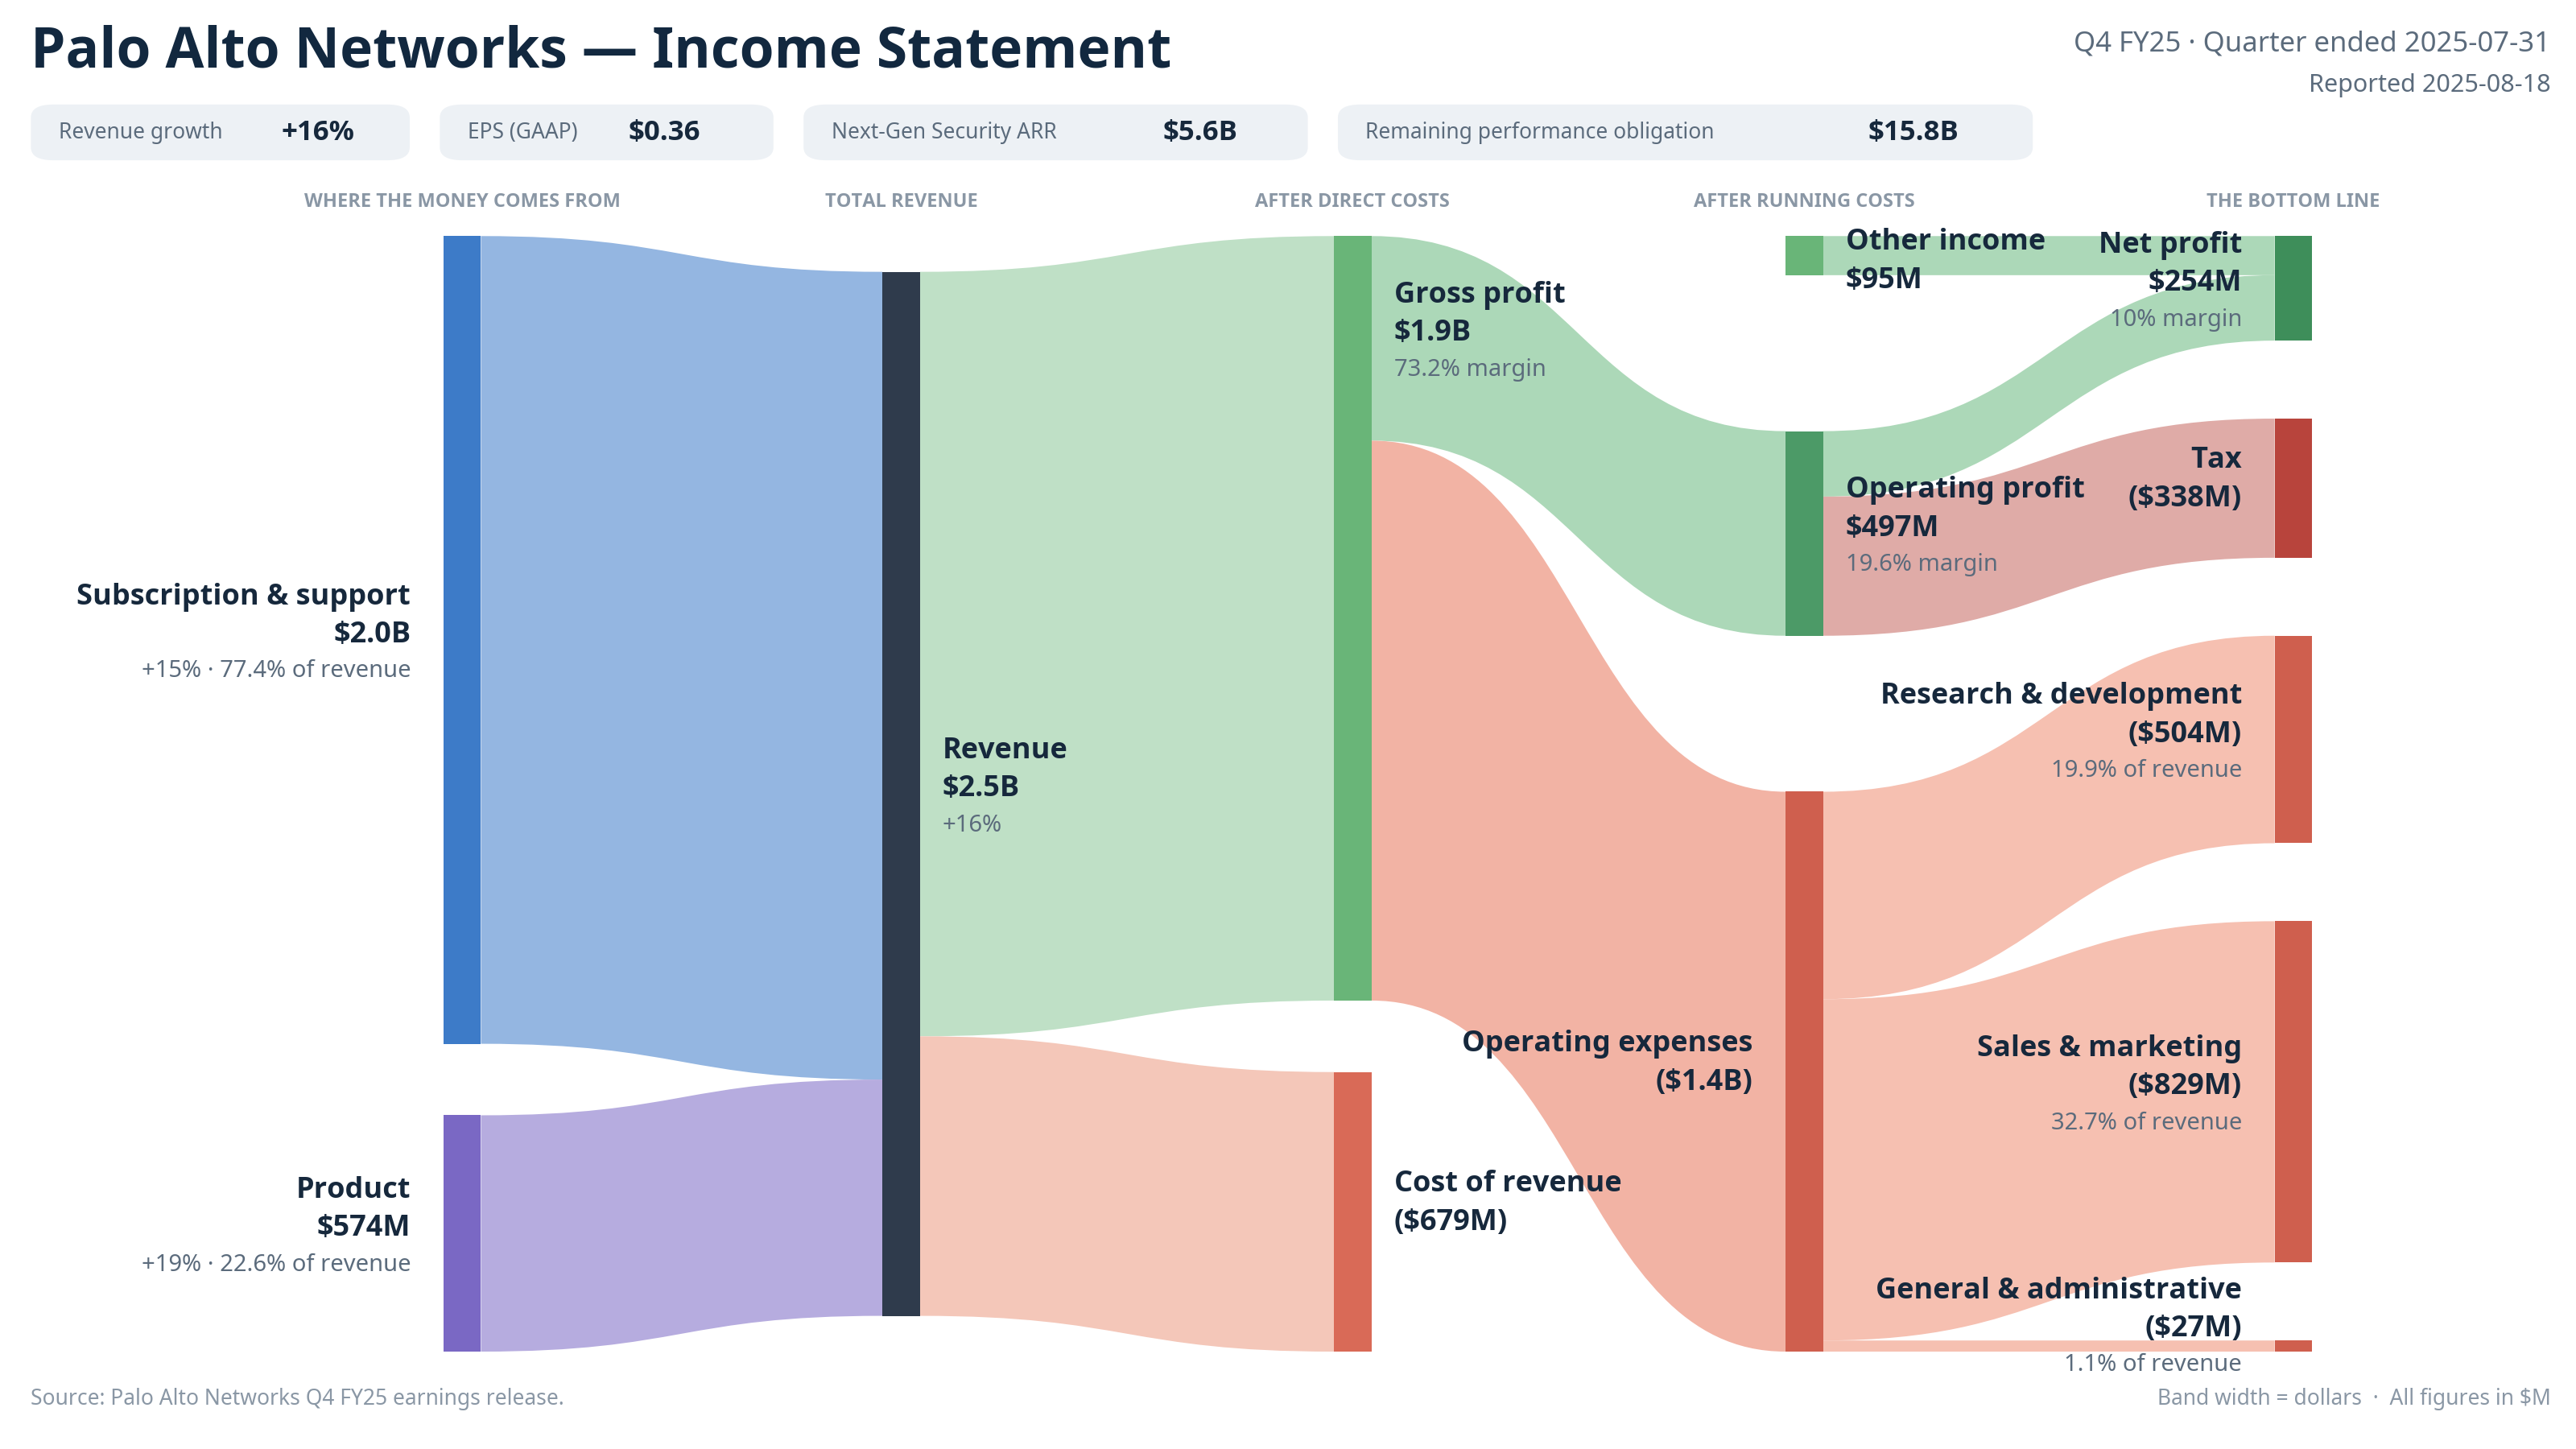 Palo Alto Networks — Income Statement
Q4 FY25 · Quarter ended 2025-07-31
Reported 2025-08-18
Revenue growth +16%
EPS (GAAP) $0.36
Next-Gen Security ARR $5.6B
Remaining performance obligation $15.8B
WHERE THE MONEY COMES FROM
TOTAL REVENUE
AFTER DIRECT COSTS
AFTER RUNNING COSTS
THE BOTTOM LINE
Subscription & support
$2.0B
+15% · 77.4% of revenue
Product
$574M
+19% · 22.6% of revenue
Revenue
$2.5B
+16%
Gross profit
$1.9B
73.2% margin
Cost of revenue
($679M)
Other income
$95M
Operating profit
$497M
19.6% margin
Operating expenses
($1.4B)
Net profit
$254M
10% margin
Tax
($338M)
Research & development
($504M)
19.9% of revenue
Sales & marketing
($829M)
32.7% of revenue
General & administrative
($27M)
1.1% of revenue
Source: Palo Alto Networks Q4 FY25 earnings release.
Band width = dollars · All figures in $M